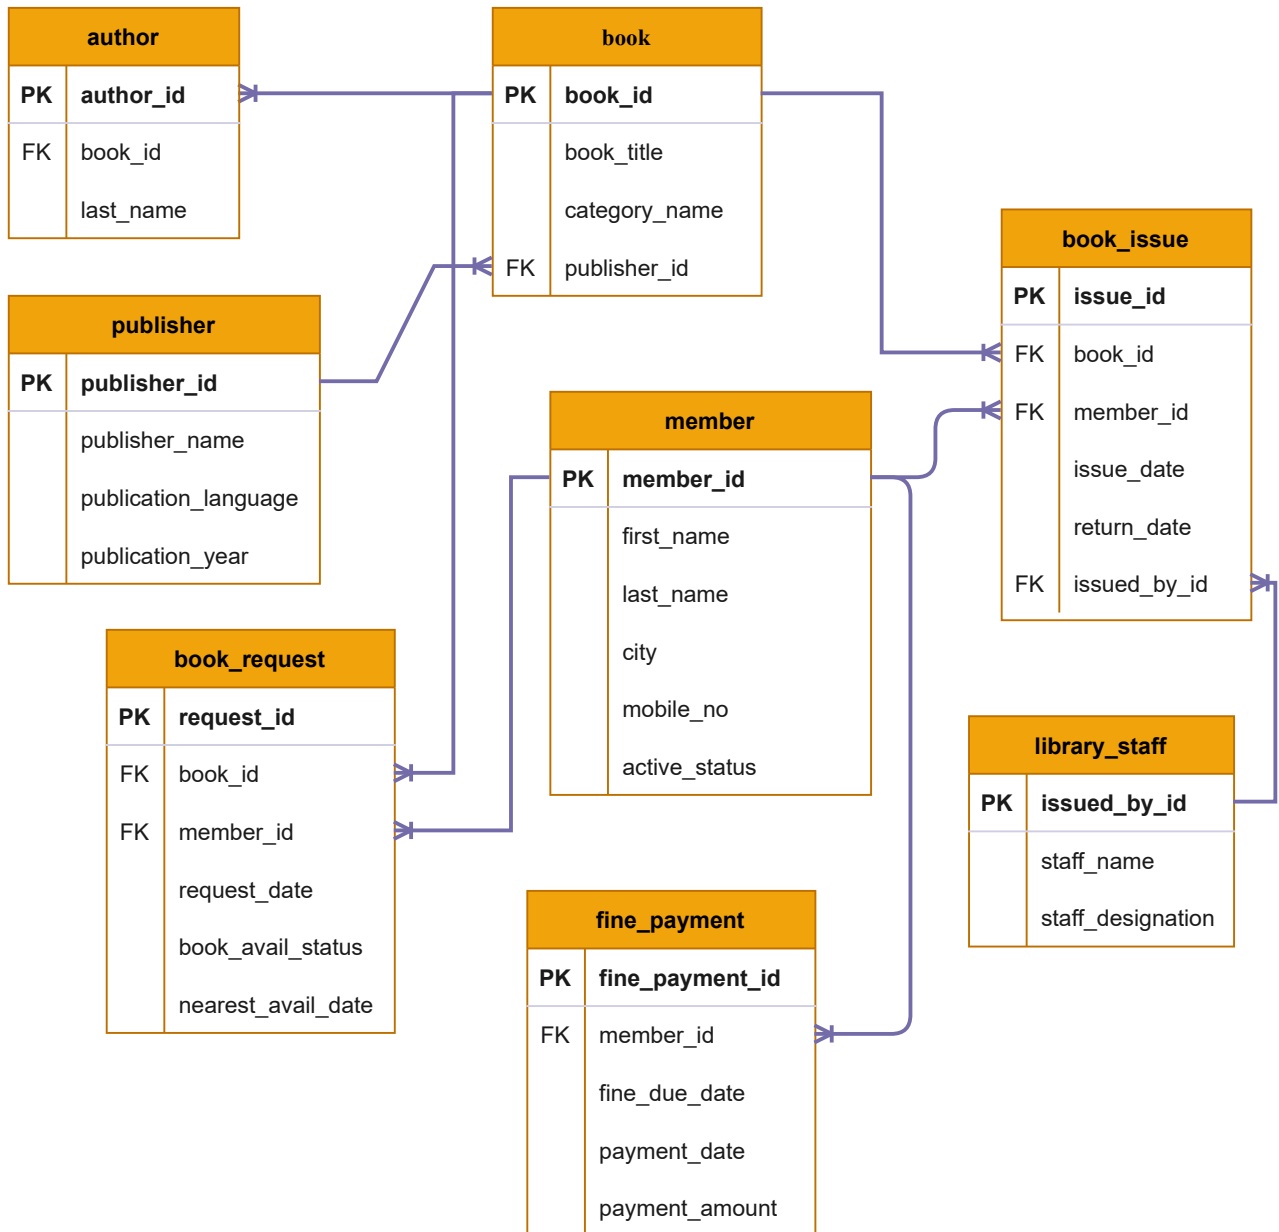 author
PK author_id
FK book_id
last_name
book
PK book_id
book_title
category_name
FK publisher_id
publisher
PK publisher_id
publisher_name
publication_language
publication_year
book_issue
PK issue_id
FK book_id
FK member_id
issue_date
return_date
FK issued_by_id
member
PK member_id
first_name
last_name
city
mobile_no
active_status
book_request
PK request_id
FK book_id
FK member_id
request_date
book_avail_status
nearest_avail_date
library_staff
PK issued_by_id
staff_name
staff_designation
fine_payment
PK fine_payment_id
FK member_id
fine_due_date
payment_date
payment_amount